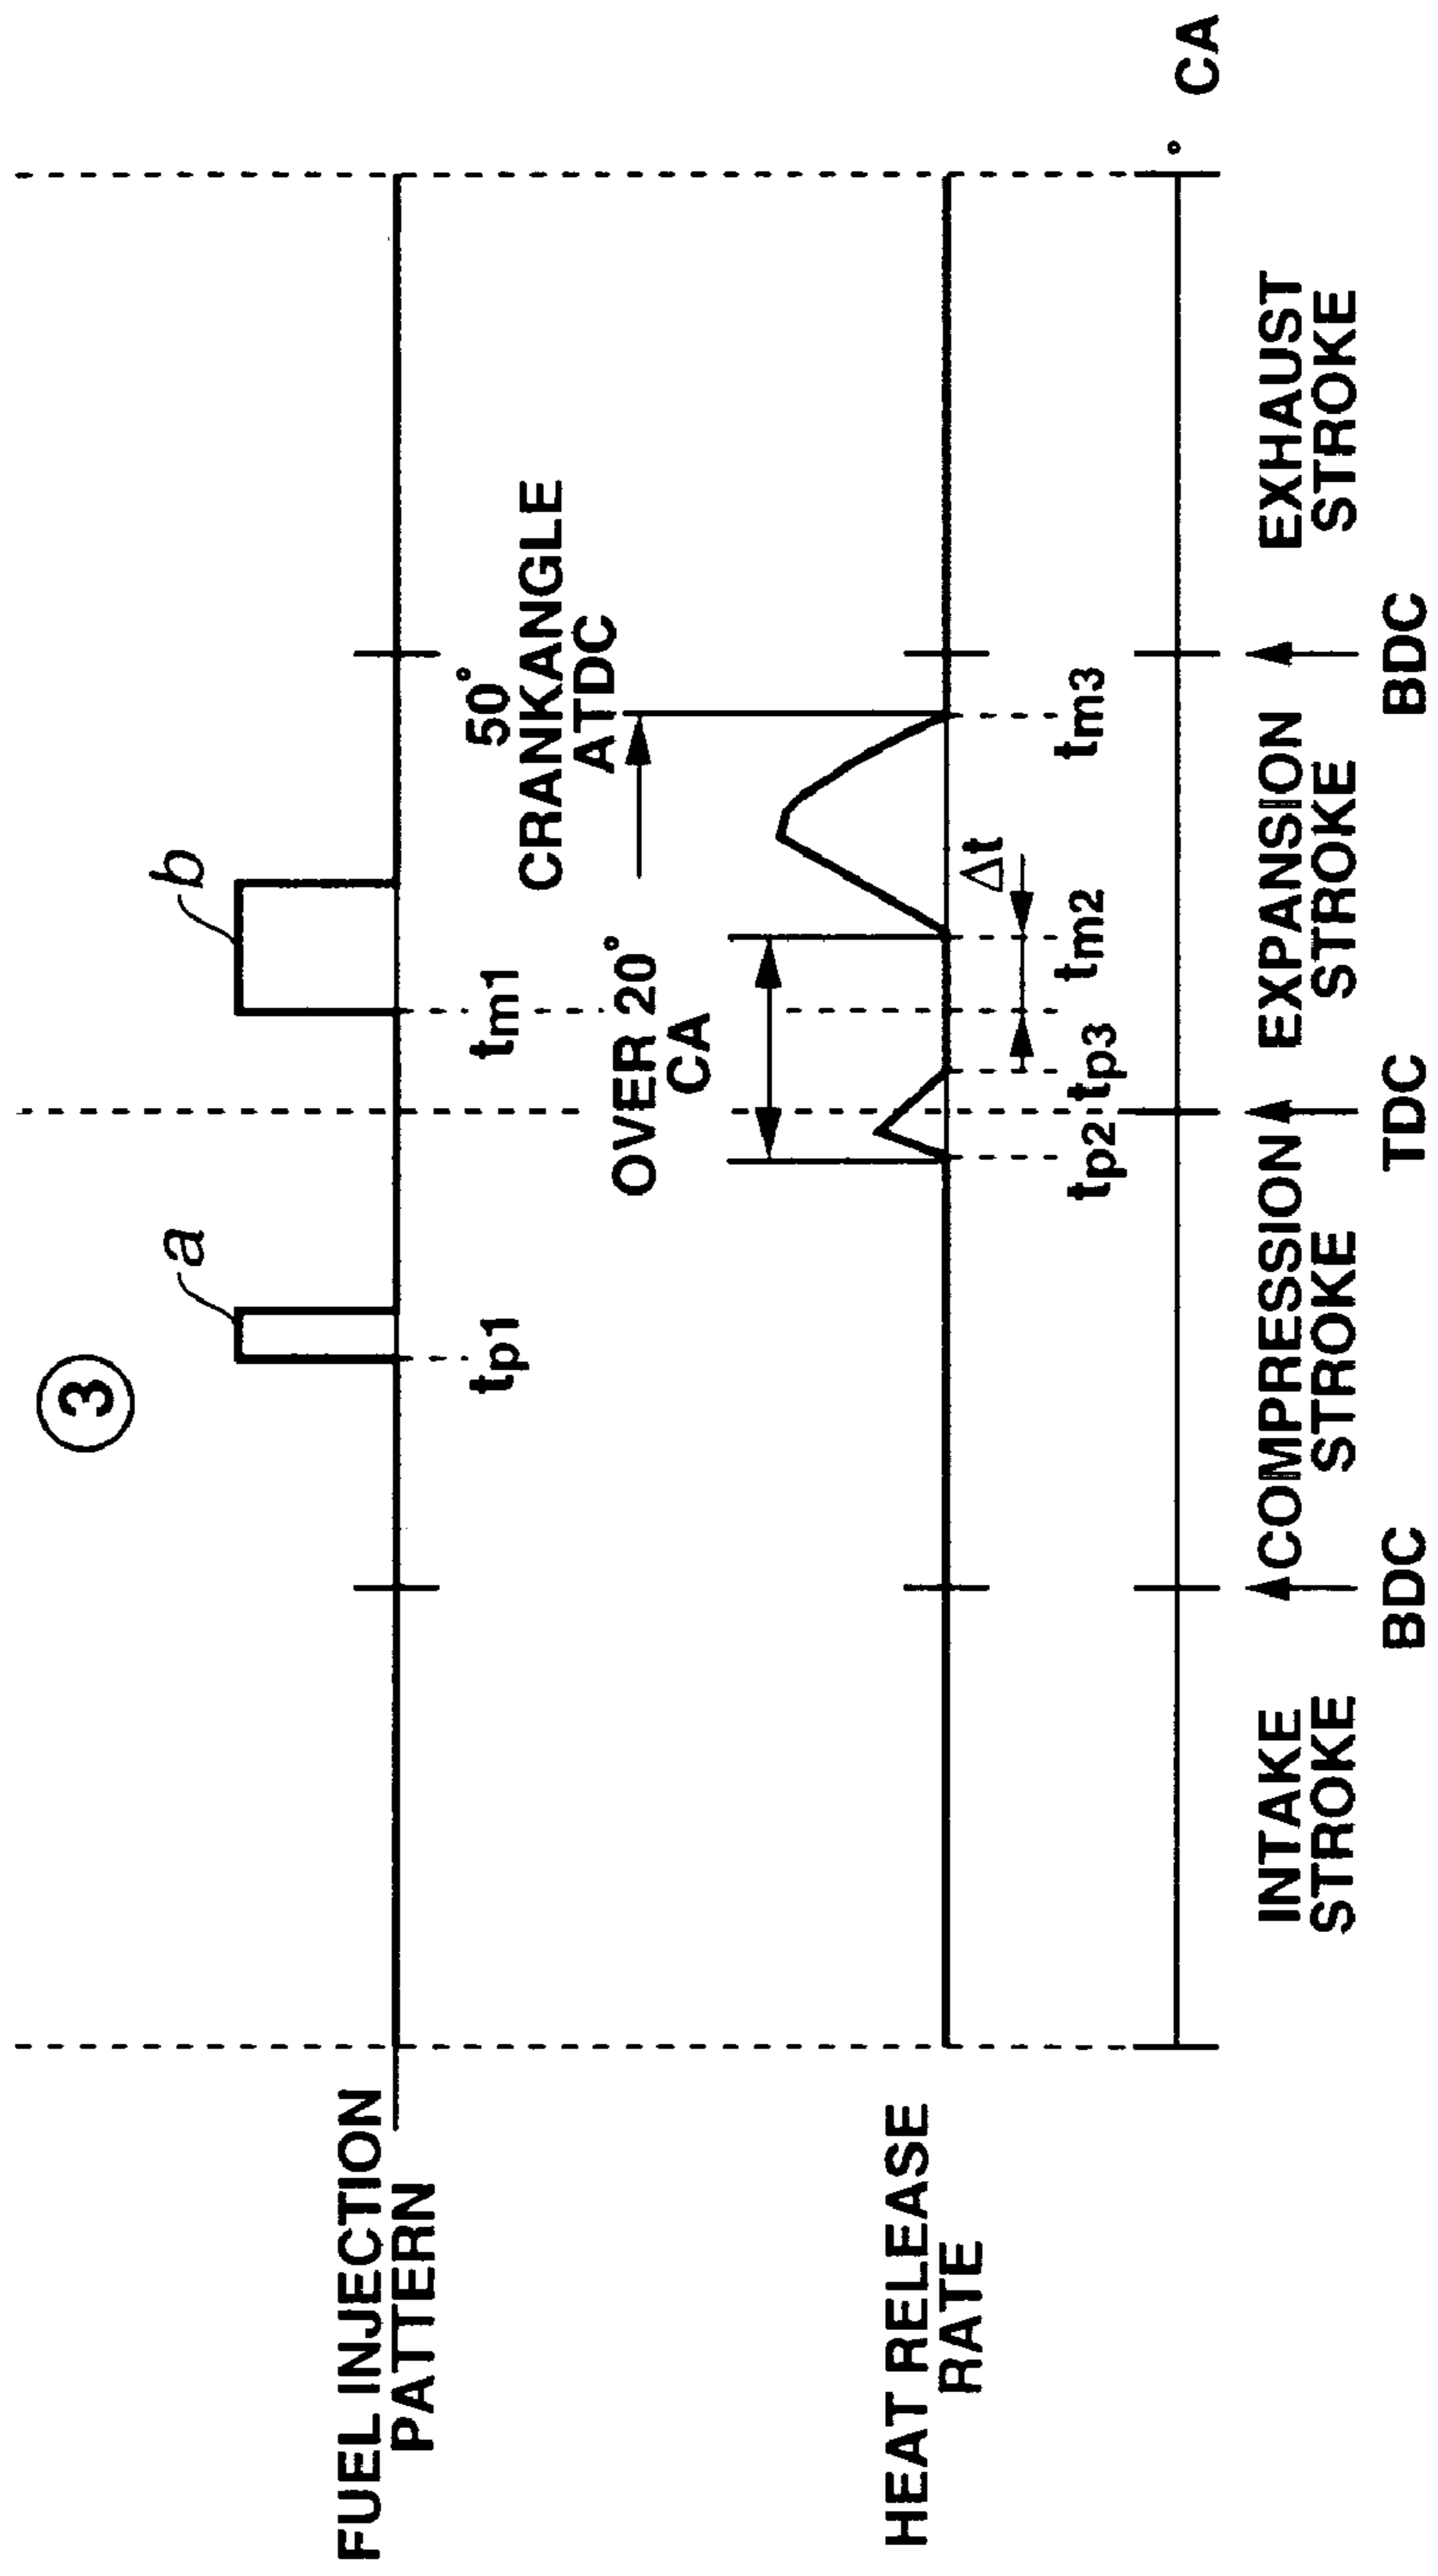 ③
a
b
FUEL INJECTION
PATTERN
tp1
tm1
50°
CRANKANGLE
ATDC
OVER 20°
CA
HEAT RELEASE
RATE
Δt
tp2
tp3
tm2
tm3
° CA
INTAKE
STROKE
COMPRESSION
STROKE
EXPANSION
STROKE
EXHAUST
STROKE
BDC
TDC
BDC